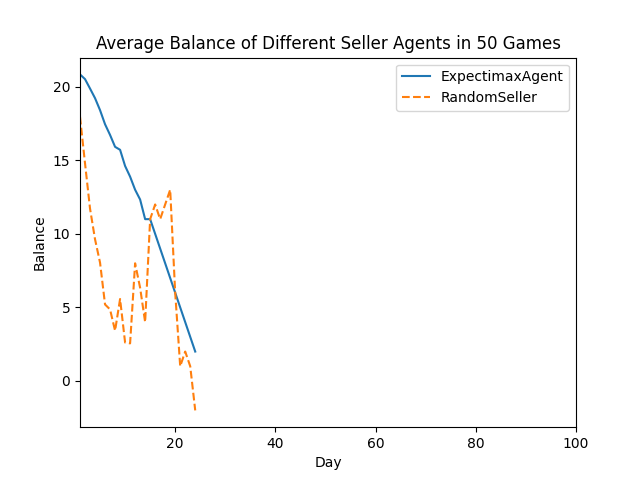 Average Balance of Different Seller Agents in 50 Games
ExpectimaxAgent
RandomSeller
20
15
10
5
0
Balance
20
40
60
80
100
Day